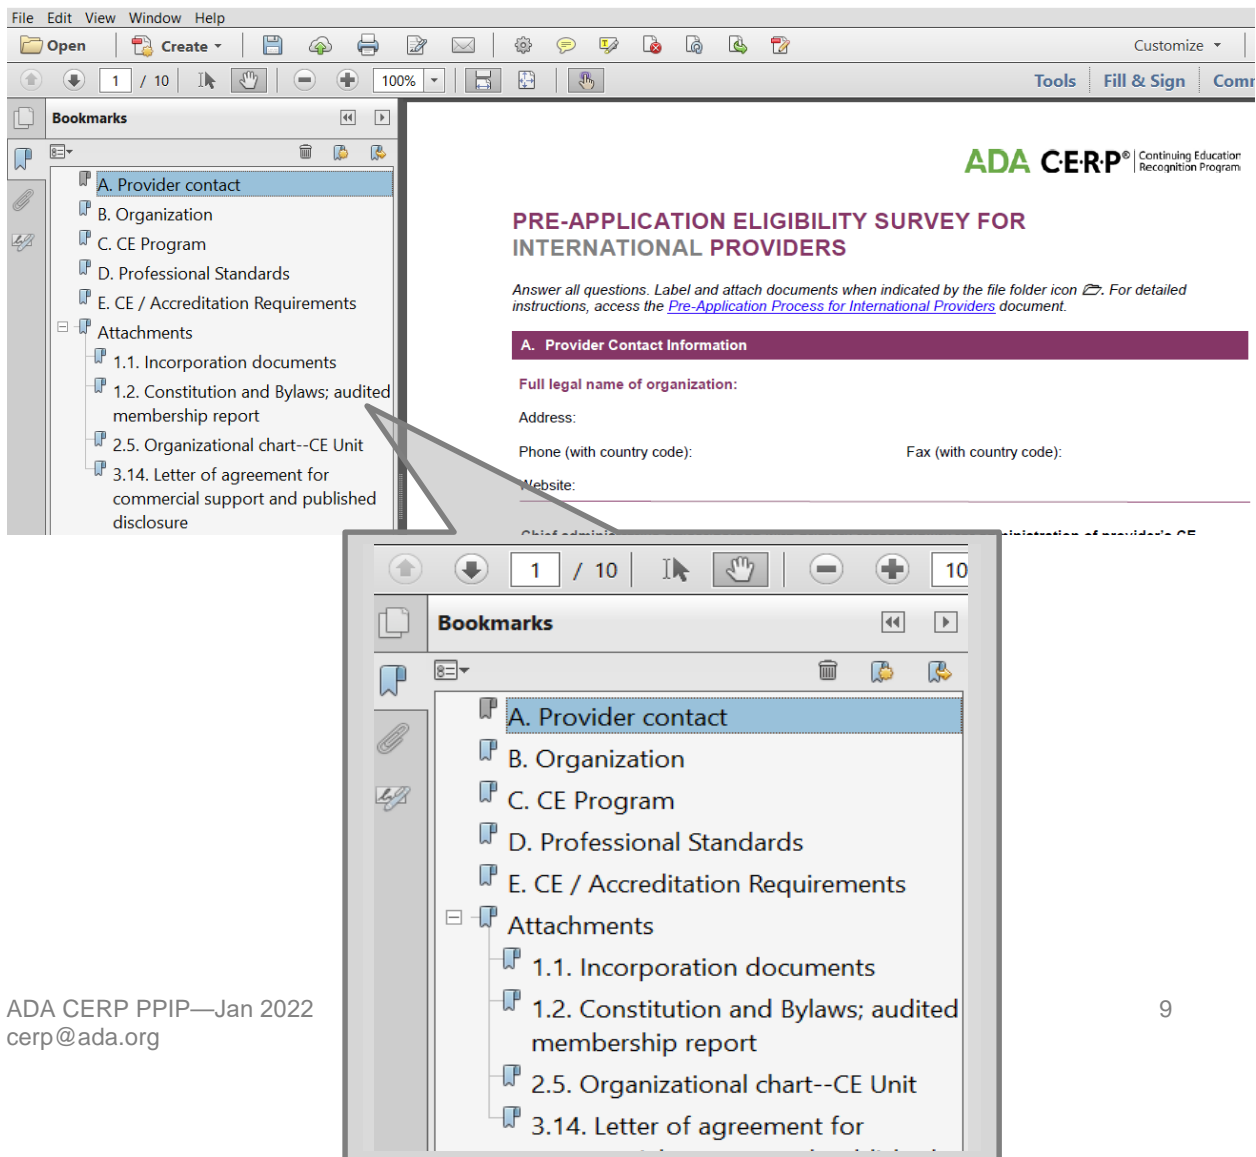 File Edit View Window Help
Open Create Customize
1 / 10 100% Tools Fill & Sign Comm
Bookmarks
A. Provider contact
B. Organization
C. CE Program
D. Professional Standards
E. CE / Accreditation Requirements
Attachments
1.1. Incorporation documents
1.2. Constitution and Bylaws; audited
membership report
2.5. Organizational chart--CE Unit
3.14. Letter of agreement for
commercial support and published
disclosure
ADA C·E·R·P® Continuing Education
Recognition Program
PRE-APPLICATION ELIGIBILITY SURVEY FOR
INTERNATIONAL PROVIDERS
Answer all questions. Label and attach documents when indicated by the file folder icon. For detailed
instructions, access the Pre-Application Process for International Providers document.
A. Provider Contact Information
Full legal name of organization:
Address:
Phone (with country code): Fax (with country code):
Website:
1 / 10 10
Bookmarks
A. Provider contact
B. Organization
C. CE Program
D. Professional Standards
E. CE / Accreditation Requirements
Attachments
1.1. Incorporation documents
1.2. Constitution and Bylaws; audited
membership report
2.5. Organizational chart--CE Unit
3.14. Letter of agreement for
ADA CERP PPIP—Jan 2022 9
cerp@ada.org